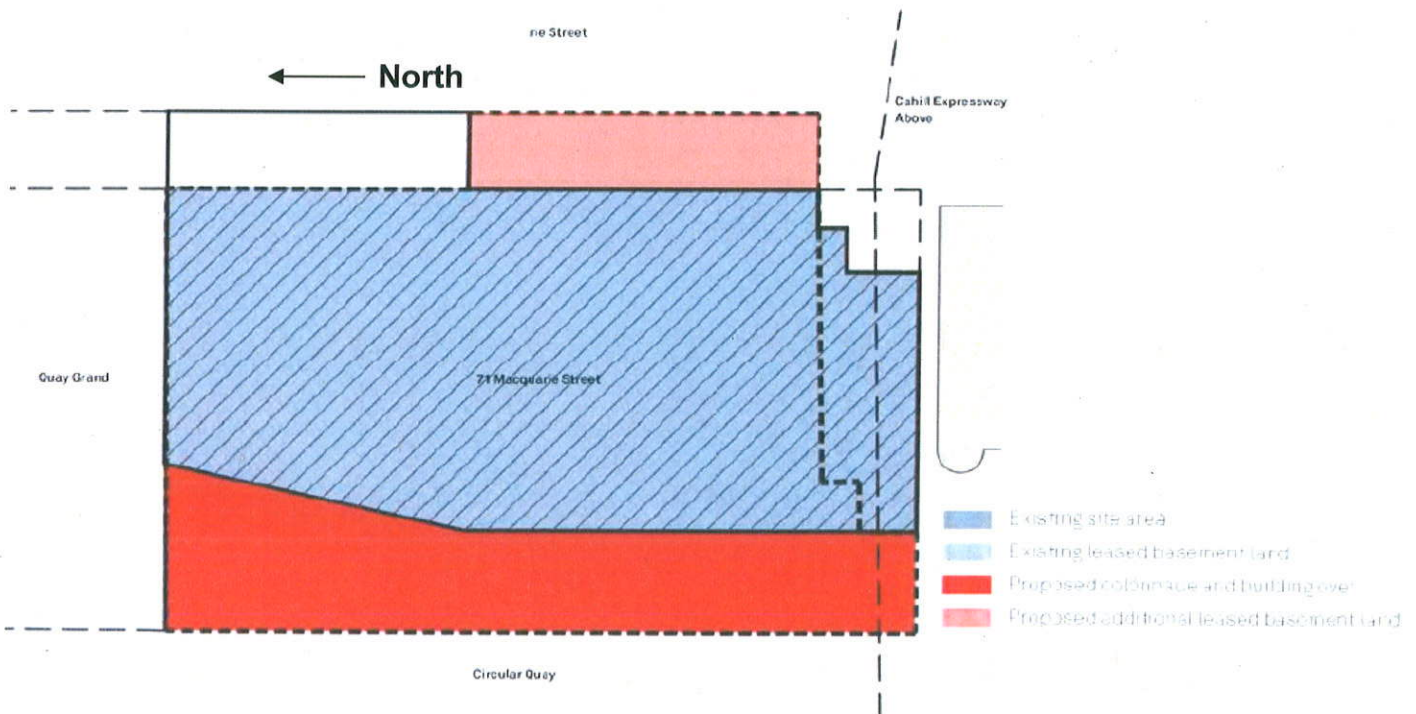 ne Street
North
Cahill Expressway
Above
Quay Grand
71 Macquarie Street
Existing site area
Existing leased basement land
Proposed colonnade and building over
Proposed additional leased basement land
Circular Quay